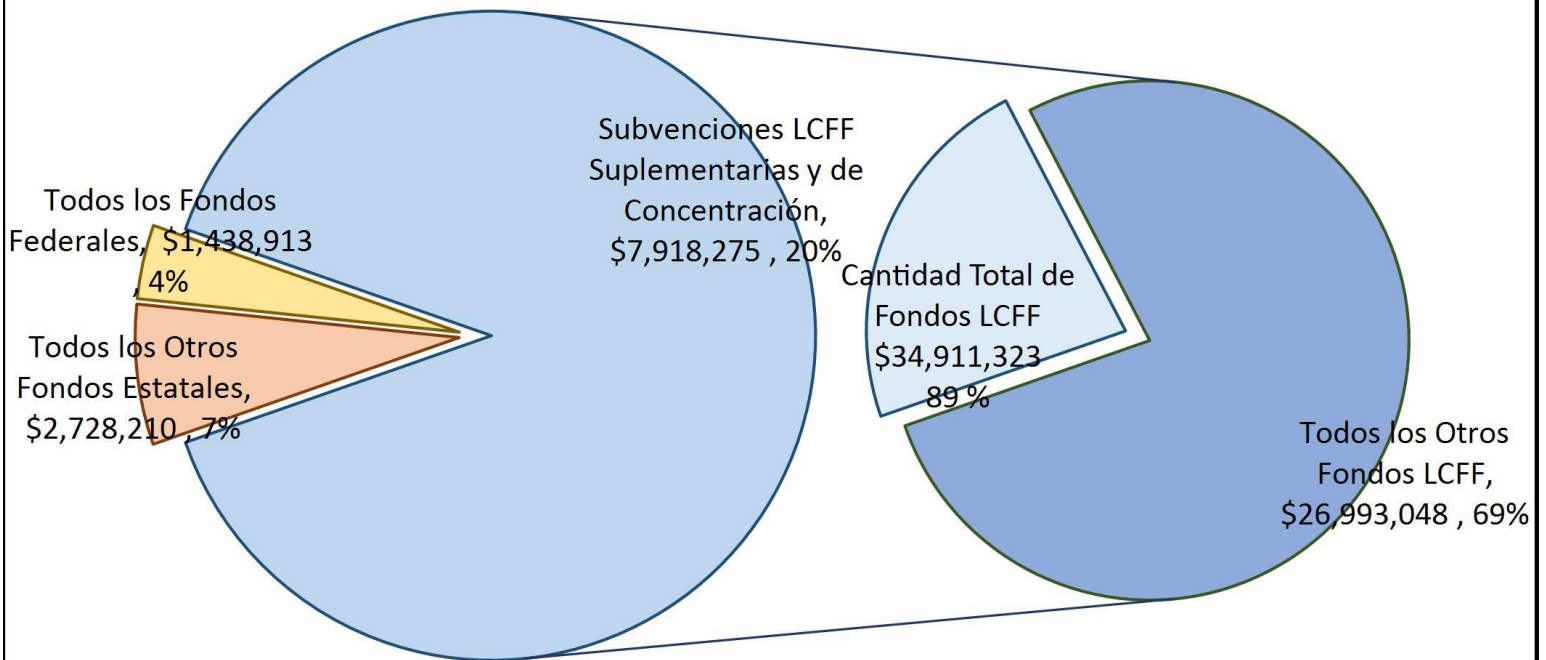 Todos los Fondos
Federales, $1,438,913
, 4%
Todos los Otros
Fondos Estatales,
$2,728,210 , 7%
Subvenciones LCFF
Suplementarias y de
Concentración,
$7,918,275 , 20%
Cantidad Total de
Fondos LCFF
$34,911,323
89 %
Todos los Otros
Fondos LCFF,
$26,993,048 , 69%